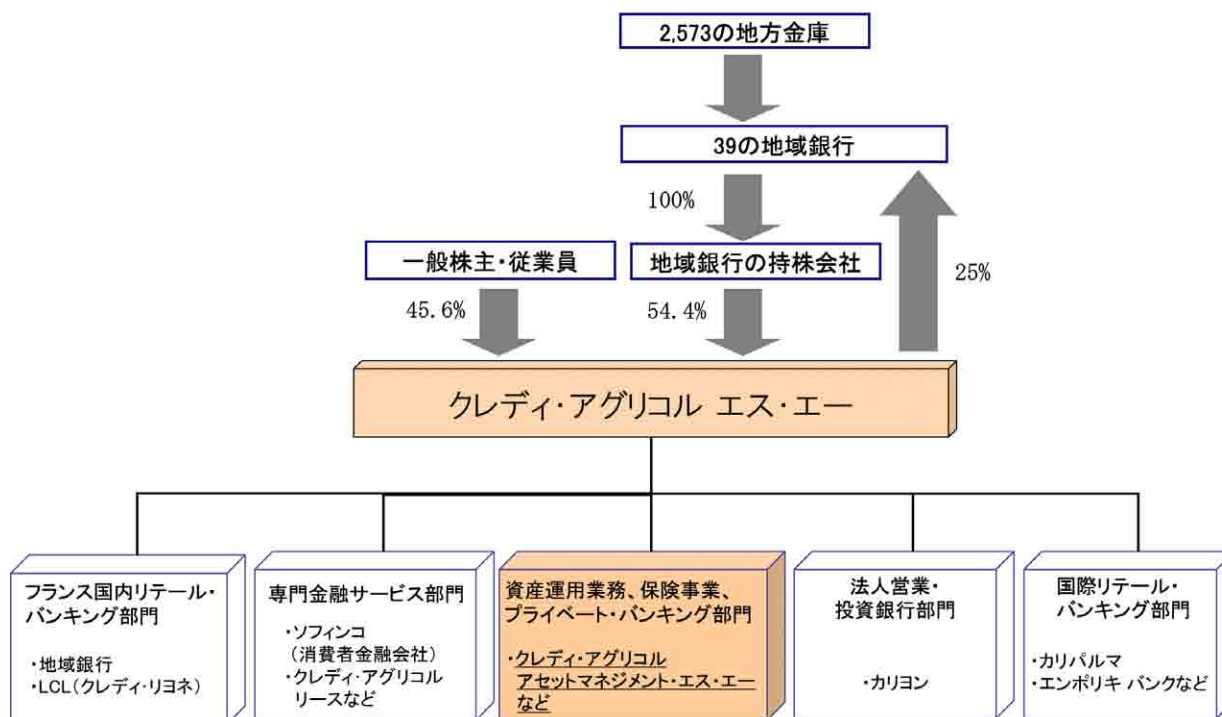 2,573の地方金庫
39の地域銀行
100%
一般株主・従業員
地域銀行の持株会社
25%
45.6%
54.4%
クレディ・アグリコル エス・エー
フランス国内リテール・
バンキング部門
・地域銀行
・LCL(クレディ・リヨネ)
専門金融サービス部門
・ソフィンコ
(消費者金融会社)
・クレディ・アグリコル
リースなど
資産運用業務、保険事業、
プライベート・バンキング部門
・クレディ・アグリコル
アセットマネジメント・エス・エー
など
法人営業・
投資銀行部門
・カリヨン
国際リテール・
バンキング部門
・カリパルマ
・エンポリキ バンクなど